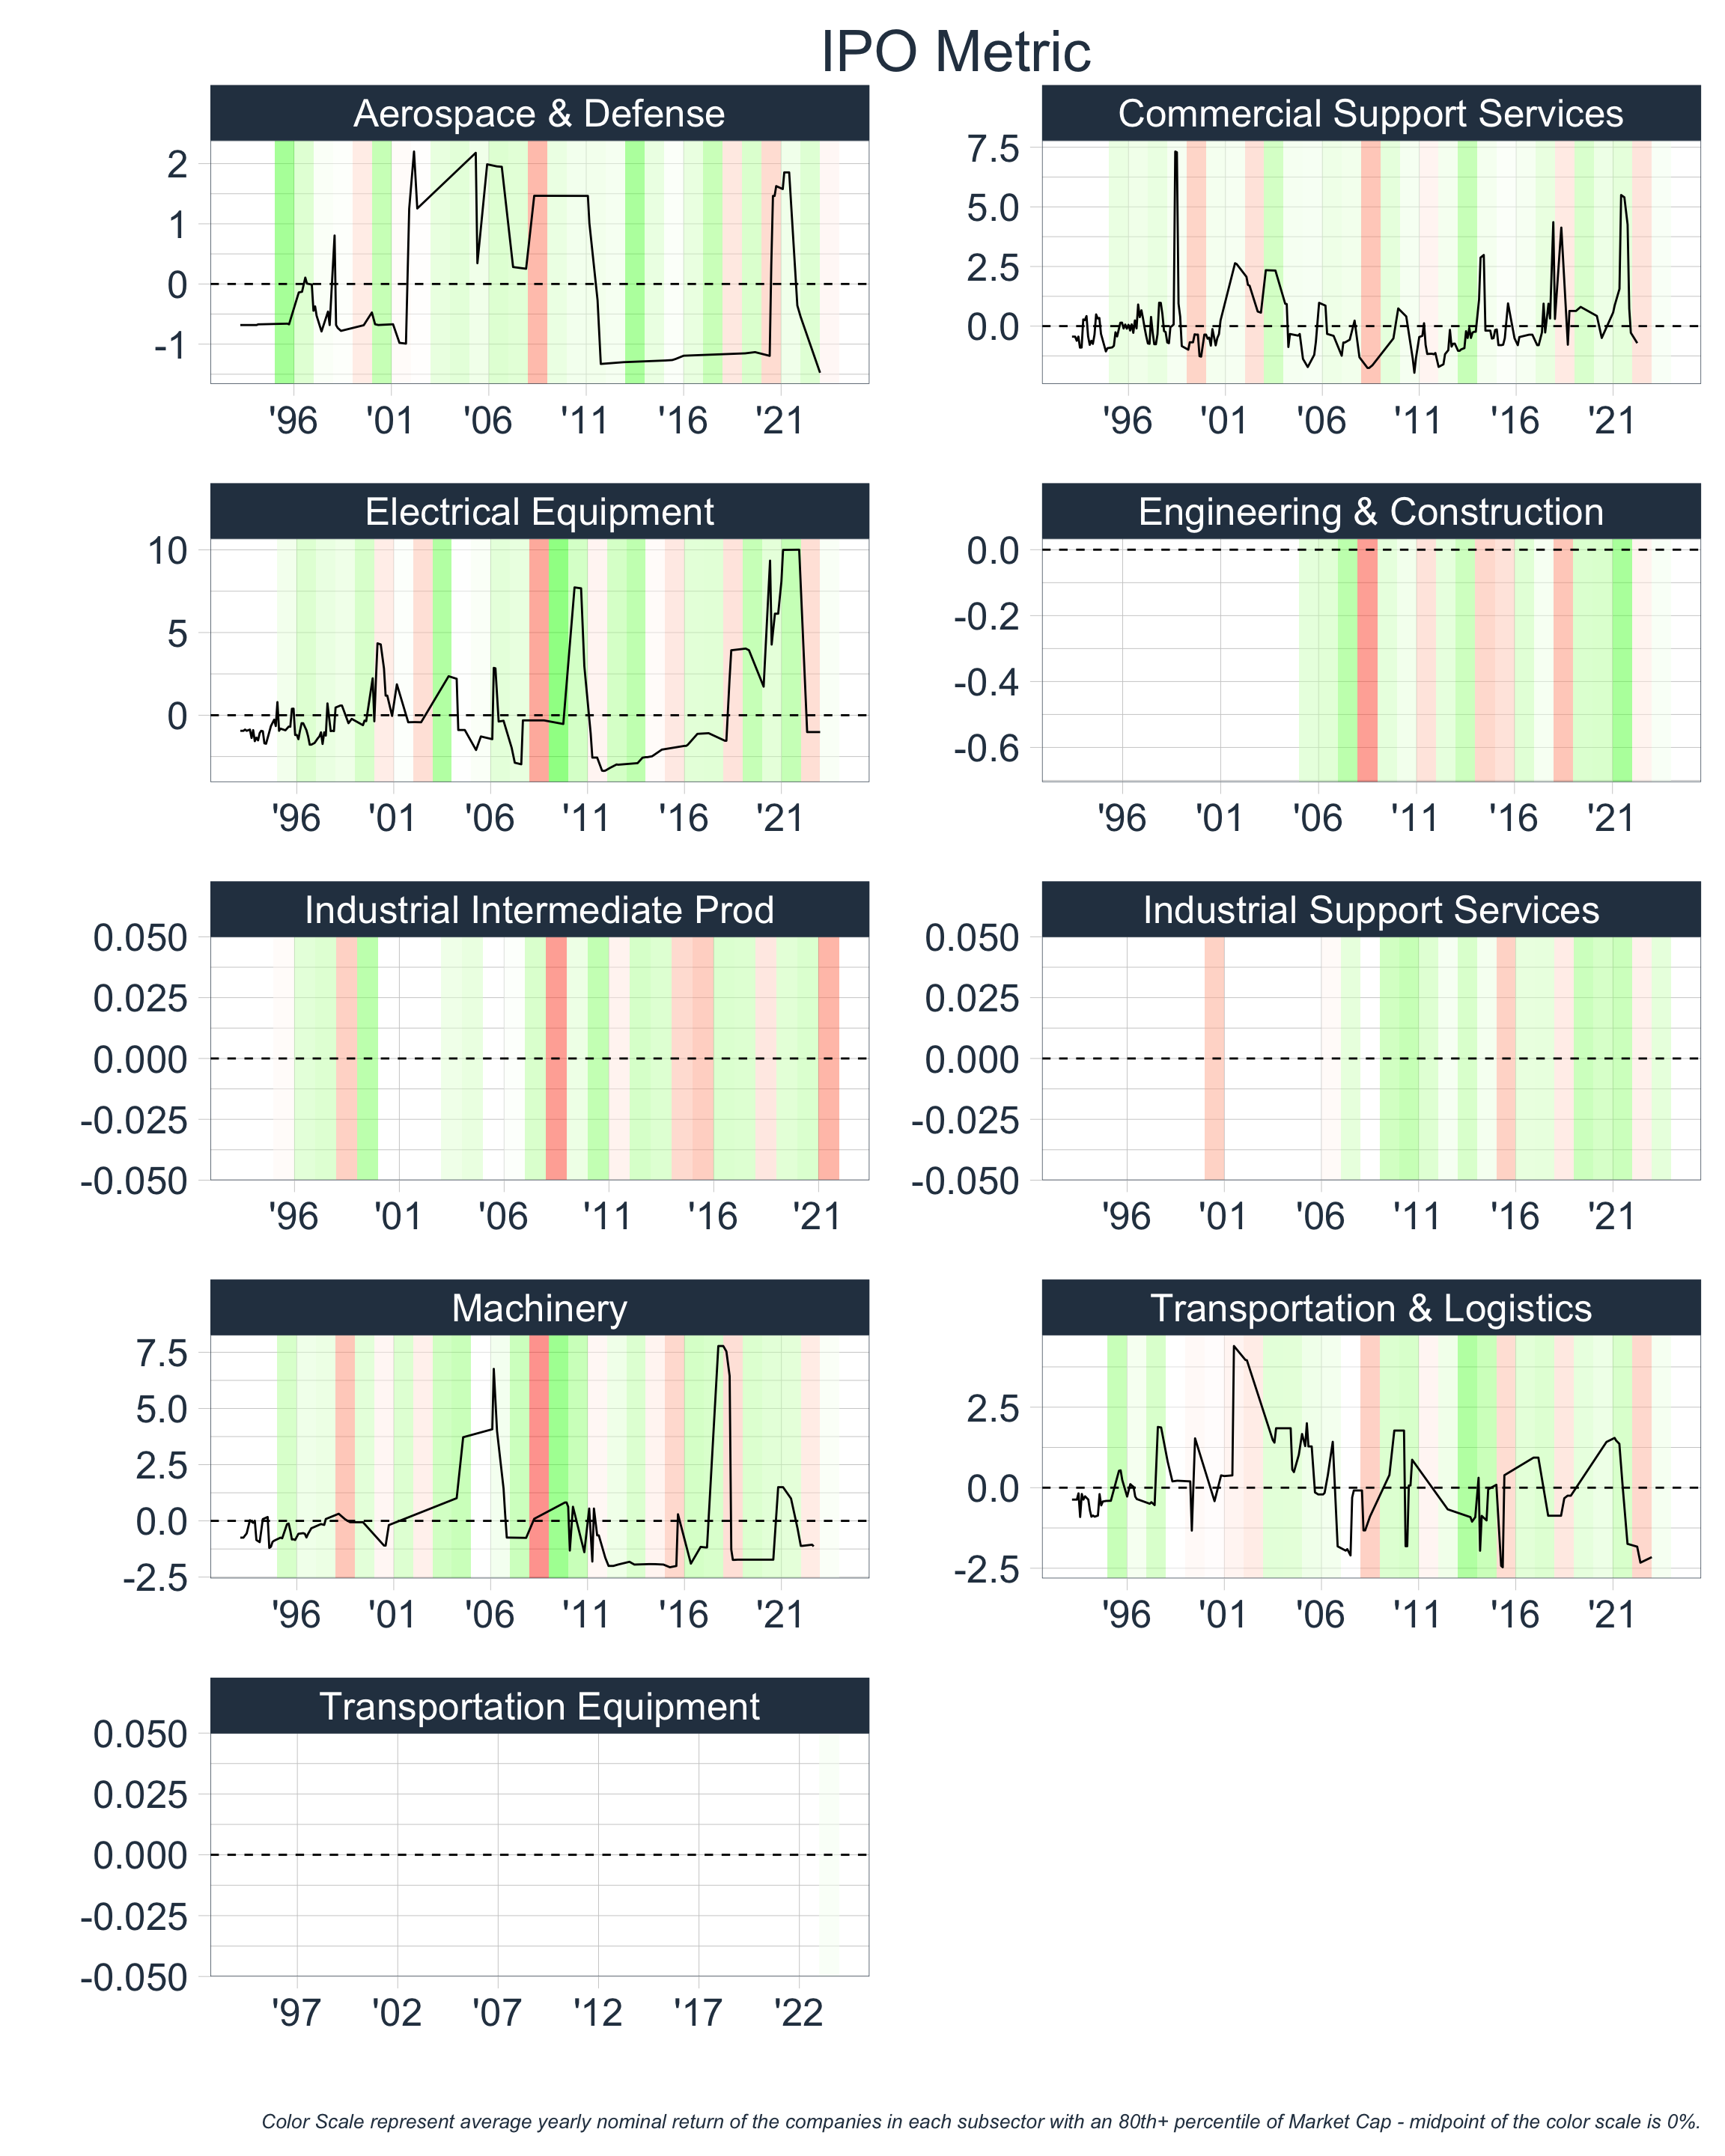 IPO Metric
Aerospace & Defense
2
1
0
-1
'96 '01 '06 '11 '16 '21
Commercial Support Services
7.5
5.0
2.5
0.0
'96 '01 '06 '11 '16 '21
Electrical Equipment
10
5
0
'96 '01 '06 '11 '16 '21
Engineering & Construction
0.0
-0.2
-0.4
-0.6
'96 '01 '06 '11 '16 '21
Industrial Intermediate Prod
0.050
0.025
0.000
-0.025
-0.050
'96 '01 '06 '11 '16 '21
Industrial Support Services
0.050
0.025
0.000
-0.025
-0.050
'96 '01 '06 '11 '16 '21
Machinery
7.5
5.0
2.5
0.0
-2.5
'96 '01 '06 '11 '16 '21
Transportation & Logistics
2.5
0.0
-2.5
'96 '01 '06 '11 '16 '21
Transportation Equipment
0.050
0.025
0.000
-0.025
-0.050
'97 '02 '07 '12 '17 '22
Color Scale represent average yearly nominal return of the companies in each subsector with an 80th+ percentile of Market Cap - midpoint of the color scale is 0%.